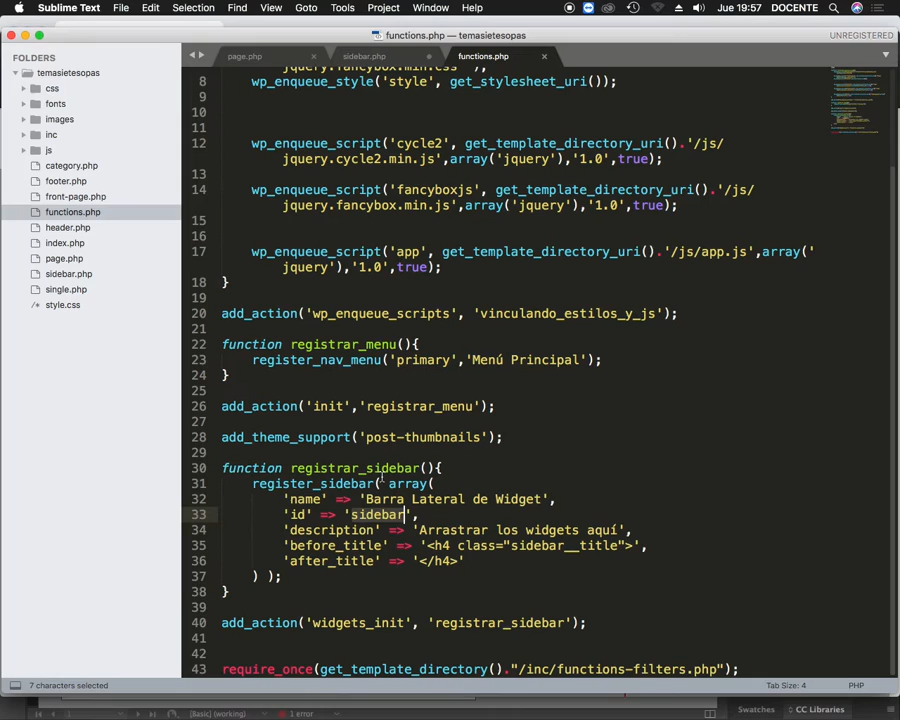 Sublime Text File Edit Selection Find View Goto Tools Project Window Help Jue 19:57 DOCENTE
functions.php — temasietesopas UNREGISTERED
FOLDERS
temasietesopas
css
fonts
images
inc
js
category.php
footer.php
front-page.php
functions.php
header.php
index.php
page.php
sidebar.php
single.php
/* style.css
page.php × sidebar.php functions.php ×
jquery.fancybox.min.css');
8 wp_enqueue_style('style', get_stylesheet_uri());
9
10
11
12 wp_enqueue_script('cycle2', get_template_directory_uri().'/js/
jquery.cycle2.min.js',array('jquery'),'1.0',true);
13
14 wp_enqueue_script('fancyboxjs', get_template_directory_uri().'/js/
jquery.fancybox.min.js',array('jquery'),'1.0',true);
15
16
17 wp_enqueue_script('app', get_template_directory_uri().'/js/app.js',array('
jquery'),'1.0',true);
18 }
19
20 add_action('wp_enqueue_scripts', 'vinculando_estilos_y_js');
21
22 function registrar_menu(){
23 register_nav_menu('primary','Menú Principal');
24 }
25
26 add_action('init','registrar_menu');
27
28 add_theme_support('post-thumbnails');
29
30 function registrar_sidebar(){
31 register_sidebar( array(
32 'name' => 'Barra Lateral de Widget',
33 'id' => 'sidebar',
34 'description' => 'Arrastrar los widgets aquí',
35 'before_title' => '<h4 class="sidebar__title">',
36 'after_title' => '</h4>'
37 ) );
38 }
39
40 add_action('widgets_init', 'registrar_sidebar');
41
42
43 require_once(get_template_directory()."/inc/functions-filters.php");
7 characters selected Tab Size: 4 PHP
1 [Basic] (working) 1 error Swatches CC Libraries